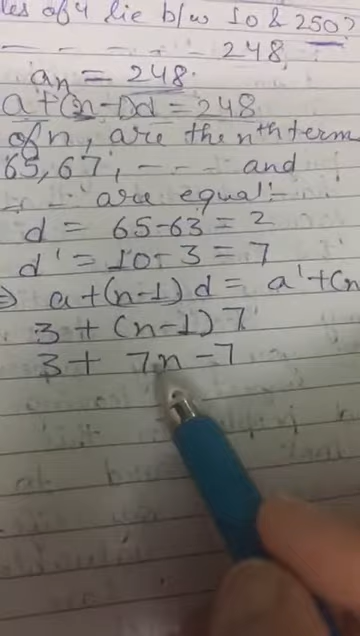 les of 4 lie b/w 10 & 250?
- - - - - - 248,
an = 248.
a+(n-1)d = 248
of n, are the nth term
65, 67, - - - and
are equal:-
d = 65-63 = 2
d' = 10-3 = 7
⇒ a+(n-1)d = a'+(n
3 + (n-1) 7
3 + 7n - 7